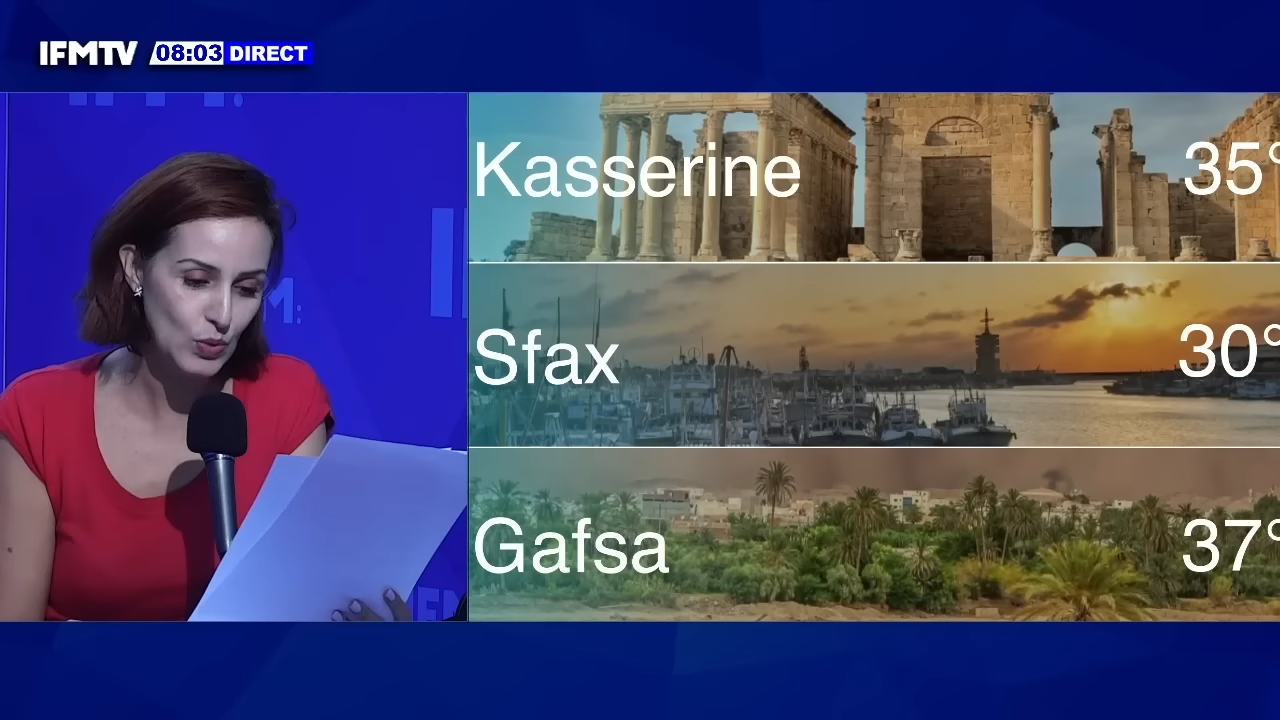 IFMTV 08:03 DIRECT
Kasserine 35°
Sfax 30°
Gafsa 37°